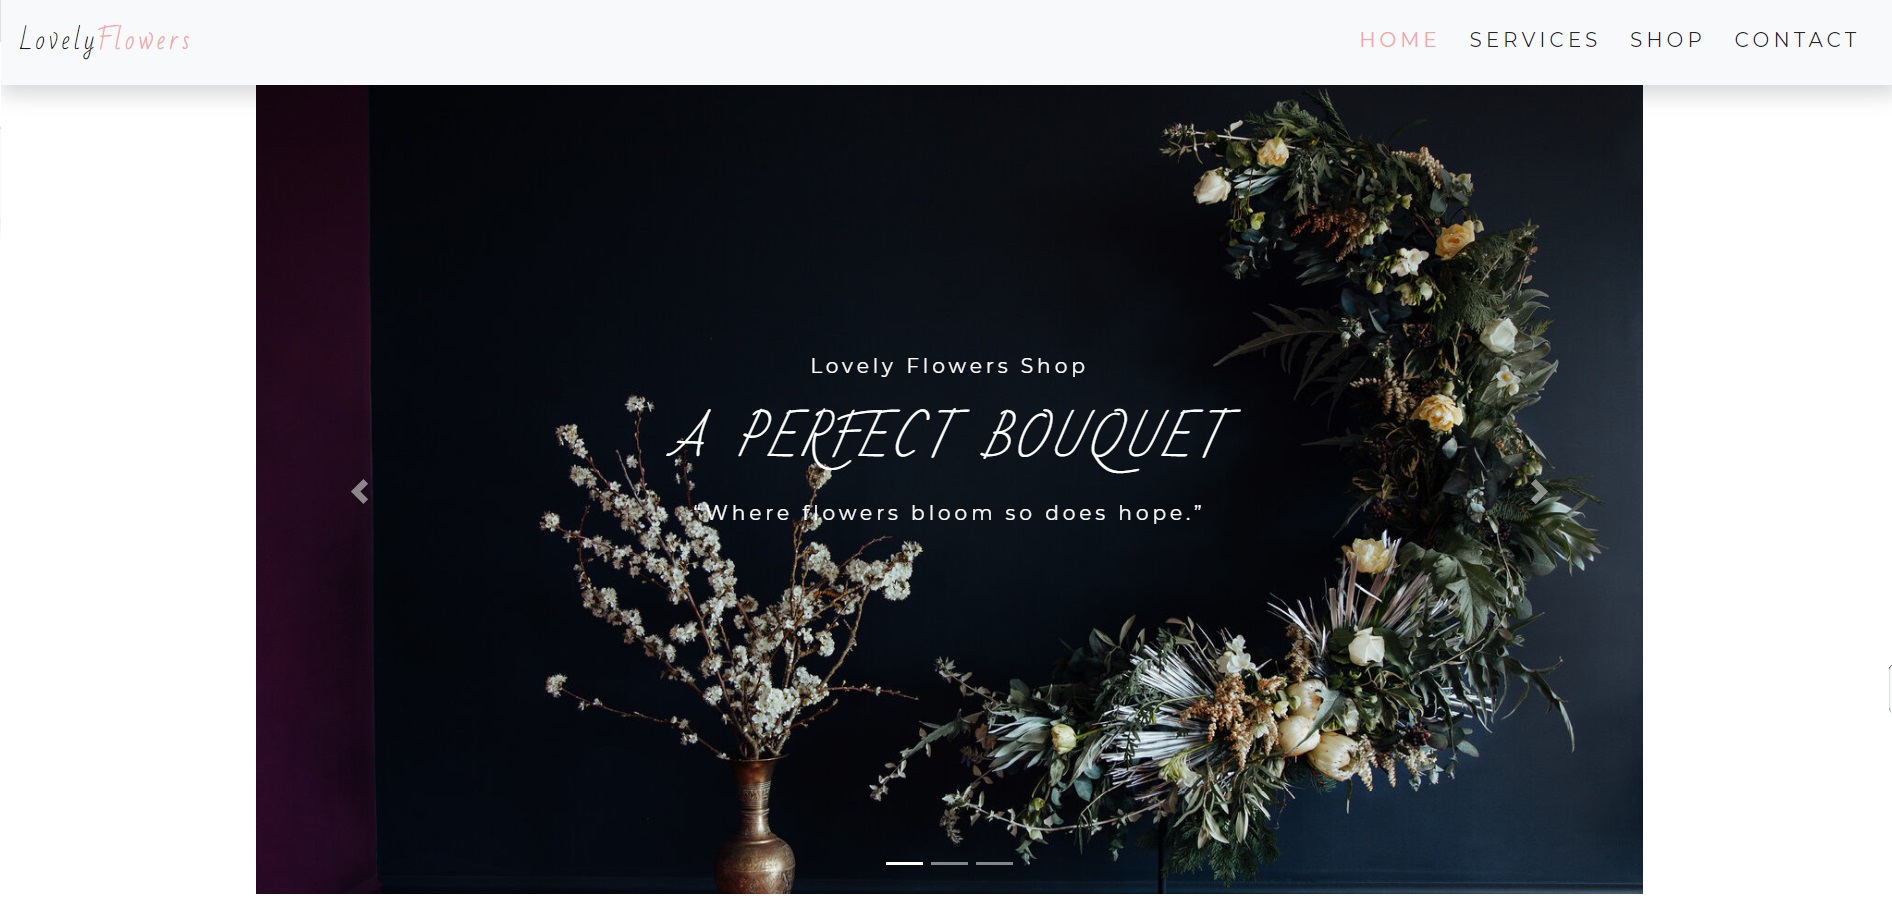 LovelyFlowers
HOME SERVICES SHOP CONTACT
Lovely Flowers Shop
A PERFECT BOUQUET
“Where flowers bloom so does hope.”